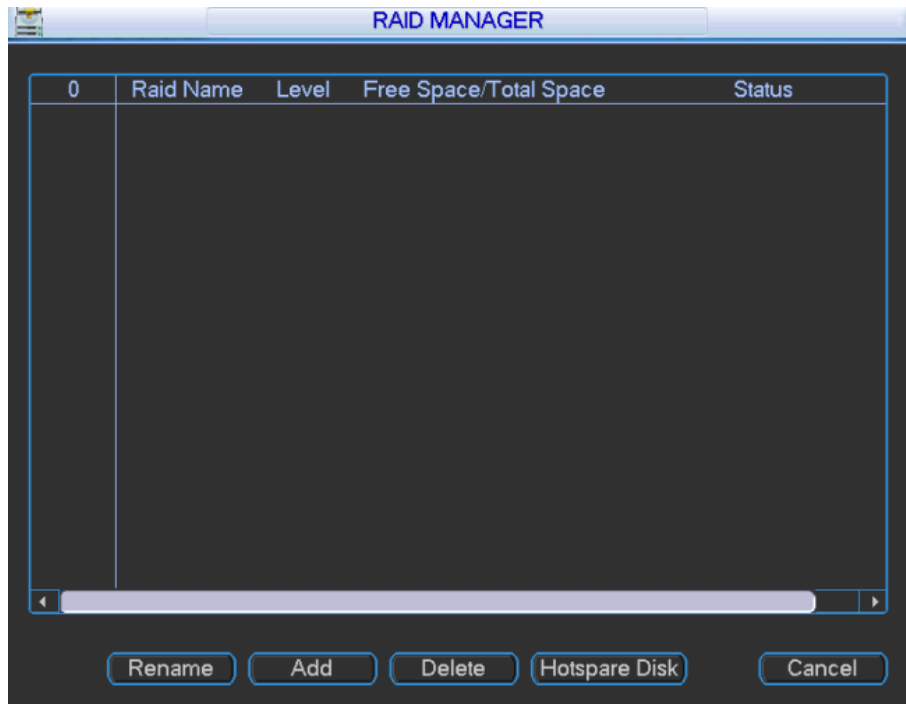 RAID MANAGER
0 Raid Name Level Free Space/Total Space Status
Rename Add Delete Hotspare Disk Cancel